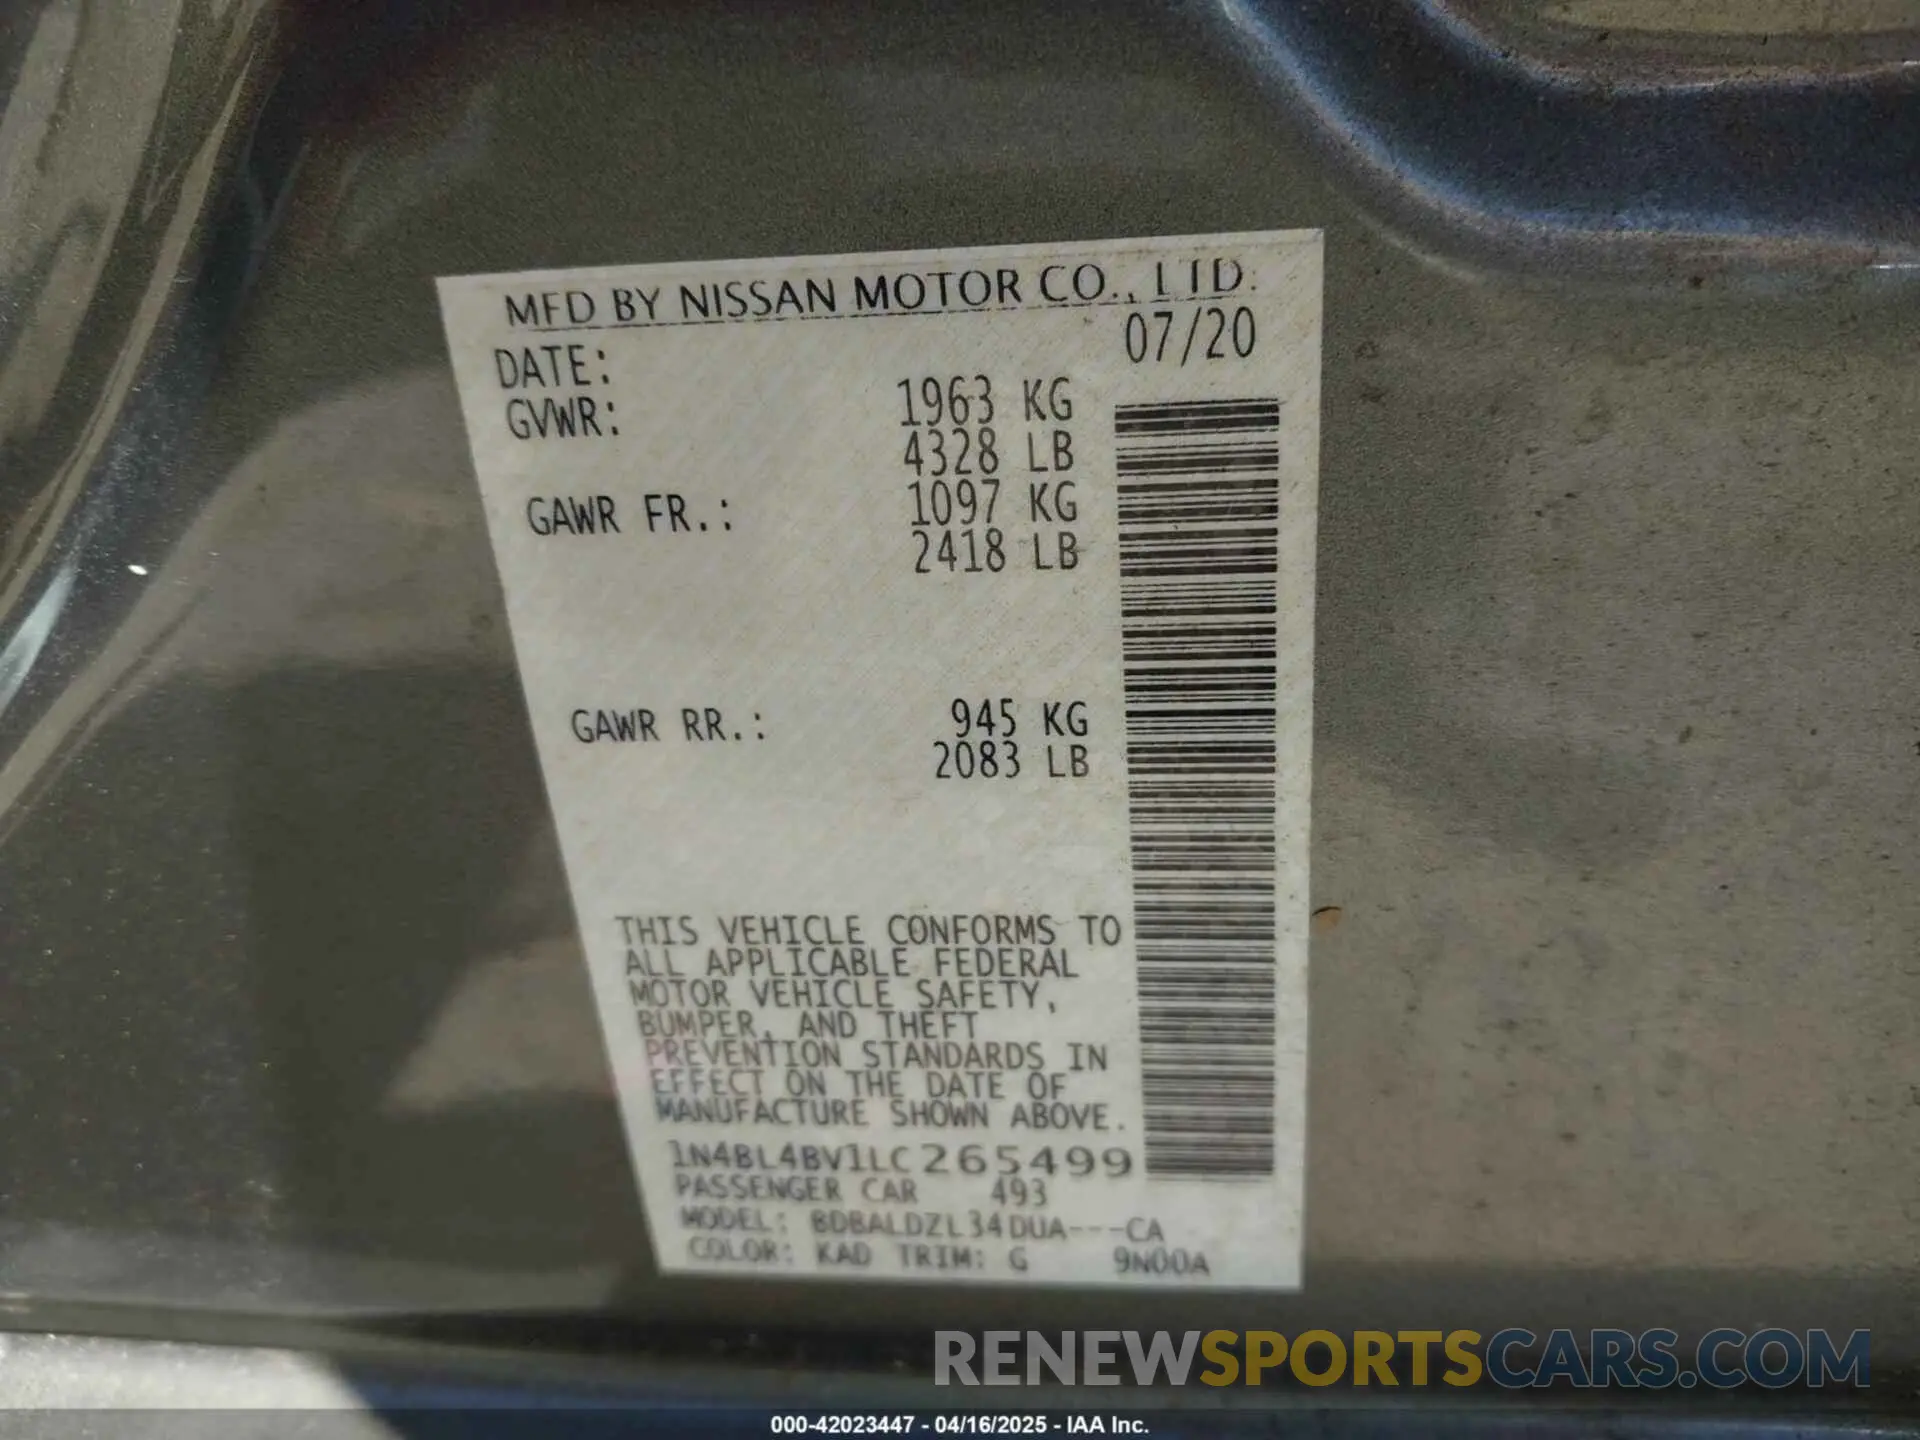 MFD BY NISSAN MOTOR CO., LTD.
DATE: 07/20
GVWR: 1963 KG
4328 LB
GAWR FR.: 1097 KG
2418 LB
GAWR RR.: 945 KG
2083 LB
THIS VEHICLE CONFORMS TO
ALL APPLICABLE FEDERAL
MOTOR VEHICLE SAFETY,
BUMPER, AND THEFT
PREVENTION STANDARDS IN
EFFECT ON THE DATE OF
MANUFACTURE SHOWN ABOVE.
1N4BL4BV1LC265499
PASSENGER CAR 493
MODEL: BDBALDZL34DUA---CA
COLOR: KAD TRIM: G 9N00A
RENEWSPORTSCARS.COM
000-42023447 - 04/16/2025 - IAA Inc.